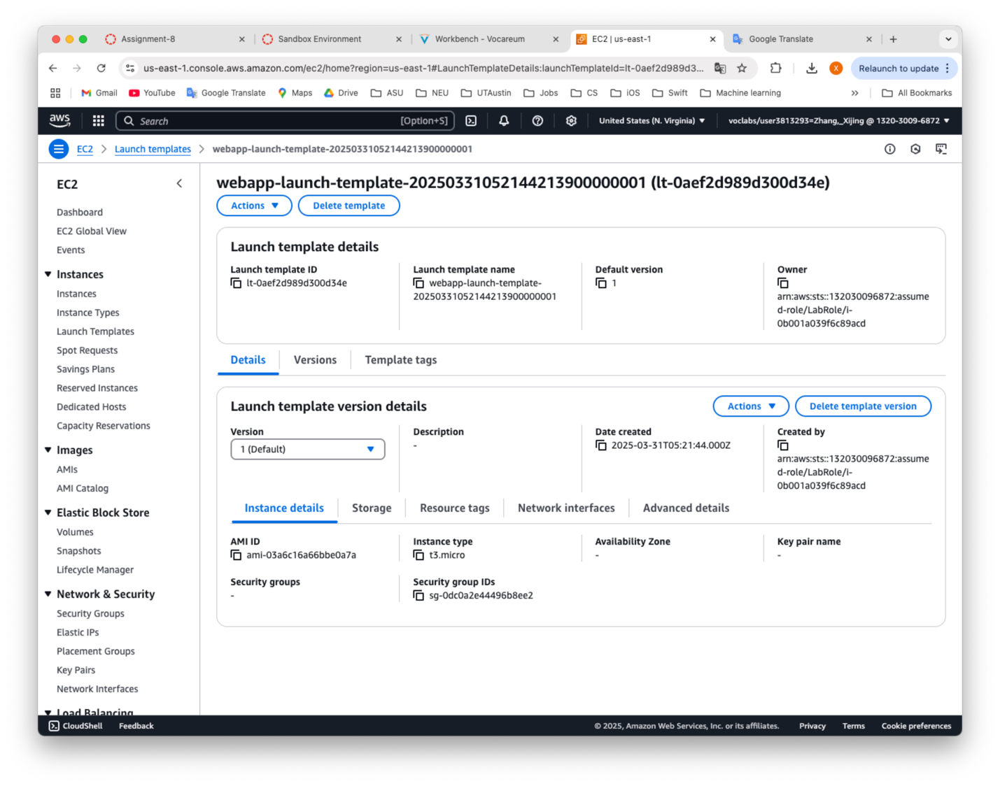 Assignment-8
Sandbox Environment
Workbench - Vocareum
EC2 | us-east-1
Google Translate
us-east-1.console.aws.amazon.com/ec2/home?region=us-east-1#LaunchTemplateDetails:launchTemplateId=lt-0aef2d989d3...
X
Relaunch to update
Gmail
YouTube
Google Translate
Maps
Drive
ASU
NEU
UTAustin
Jobs
CS
iOS
Swift
Machine learning
»
All Bookmarks
aws
Search
[Option+S]
United States (N. Virginia)
voclabs/user3813293=Zhang,_Xijing @ 1320-3009-6872
EC2
Launch templates
webapp-launch-template-20250331052144213900000001
EC2
Dashboard
EC2 Global View
Events
Instances
Instances
Instance Types
Launch Templates
Spot Requests
Savings Plans
Reserved Instances
Dedicated Hosts
Capacity Reservations
Images
AMIs
AMI Catalog
Elastic Block Store
Volumes
Snapshots
Lifecycle Manager
Network & Security
Security Groups
Elastic IPs
Placement Groups
Key Pairs
Network Interfaces
Load Balancing
webapp-launch-template-20250331052144213900000001 (lt-0aef2d989d300d34e)
Actions
Delete template
Launch template details
Launch template ID
lt-0aef2d989d300d34e
Launch template name
webapp-launch-template-
20250331052144213900000001
Default version
1
Owner
arn:aws:sts::132030096872:assume
d-role/LabRole/i-
0b001a039f6c89acd
Details
Versions
Template tags
Launch template version details
Actions
Delete template version
Version
1 (Default)
Description
-
Date created
2025-03-31T05:21:44.000Z
Created by
arn:aws:sts::132030096872:assume
d-role/LabRole/i-
0b001a039f6c89acd
Instance details
Storage
Resource tags
Network interfaces
Advanced details
AMI ID
ami-03a6c16a66bbe0a7a
Instance type
t3.micro
Availability Zone
-
Key pair name
-
Security groups
-
Security group IDs
sg-0dc0a2e44496b8ee2
CloudShell
Feedback
© 2025, Amazon Web Services, Inc. or its affiliates.
Privacy
Terms
Cookie preferences